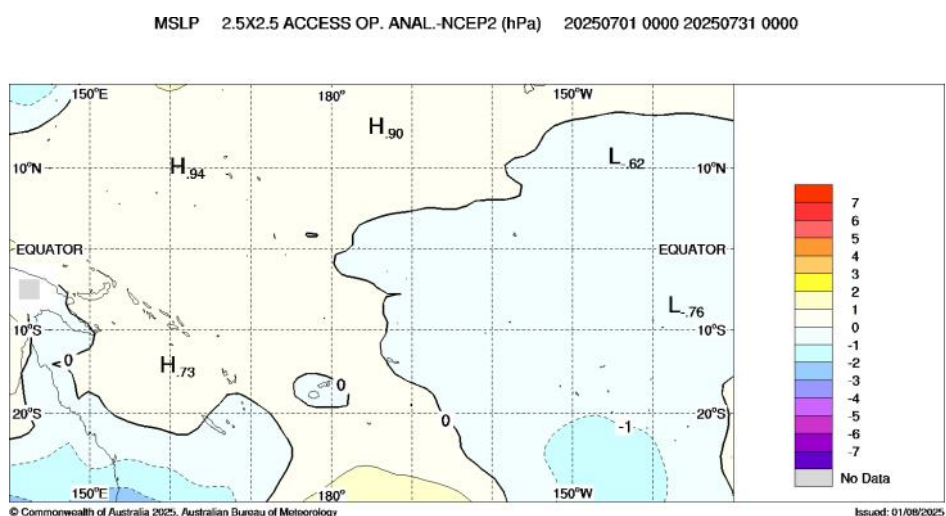 MSLP 2.5X2.5 ACCESS OP. ANAL.-NCEP2 (hPa) 20250701 0000 20250731 0000
150°E 180° 150°W
H.90
L-.62
10°N H.94 10°N
EQUATOR EQUATOR
L-.76
10°S 10°S
<0 H.73
0
20°S 0 20°S
-1
150°E 180° 150°W
7
6
5
4
3
2
1
0
-1
-2
-3
-4
-5
-6
-7
No Data
© Commonwealth of Australia 2025, Australian Bureau of Meteorology Issued: 01/08/2025